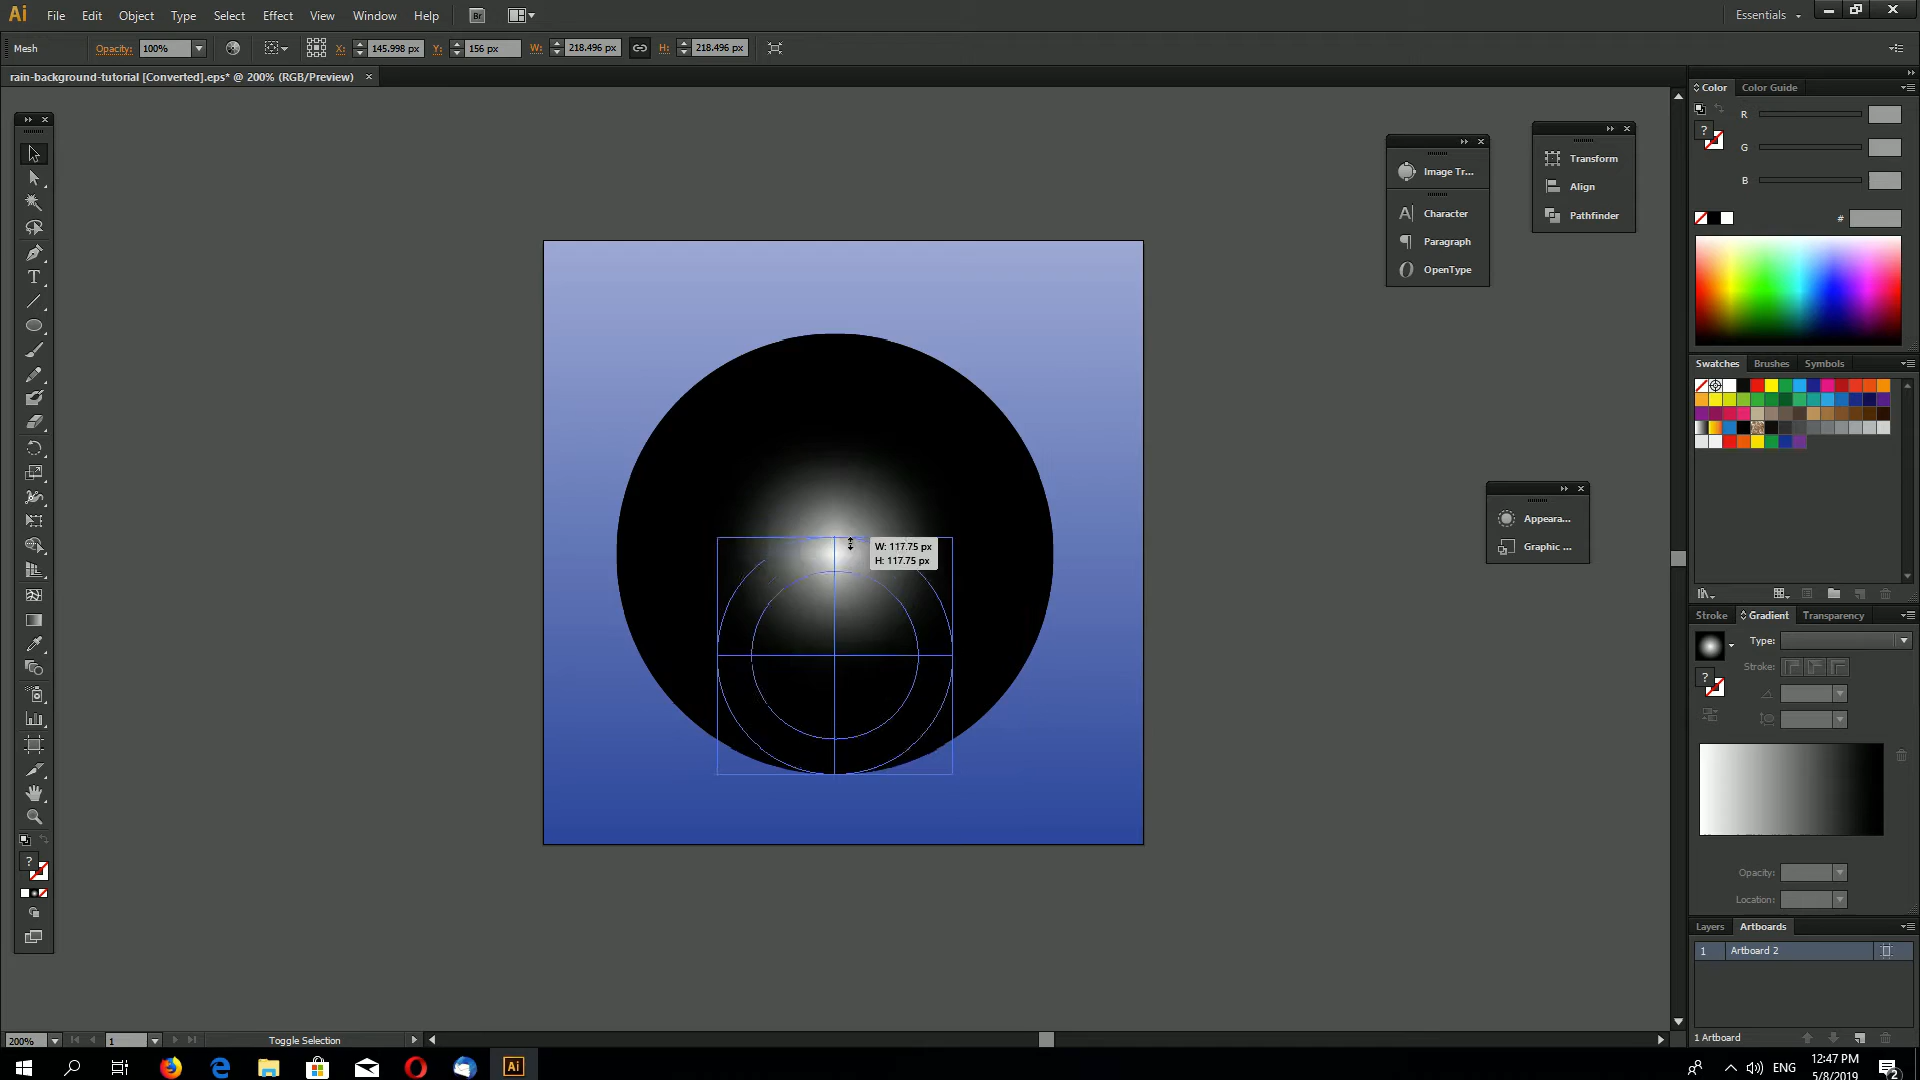 Ai File Edit Object Type Select Effect View Window Help Br Essentials
Mesh Opacity: 100% X: 145.998 px Y: 156 px W: 218.496 px H: 218.496 px
rain-background-tutorial [Converted].eps* @ 200% (RGB/Preview)
Color Color Guide
R
G
B
#
Image Tr...
Character
Paragraph
OpenType
Transform
Align
Pathfinder
Swatches Brushes Symbols
Appeara...
Graphic ...
W: 117.75 px
H: 117.75 px
Stroke Gradient Transparency
Type:
Stroke:
Opacity:
Location:
Layers Artboards
1 Artboard 2
1 Artboard
200% 1 Toggle Selection
Ai ENG 12:47 PM
5/8/2019 2